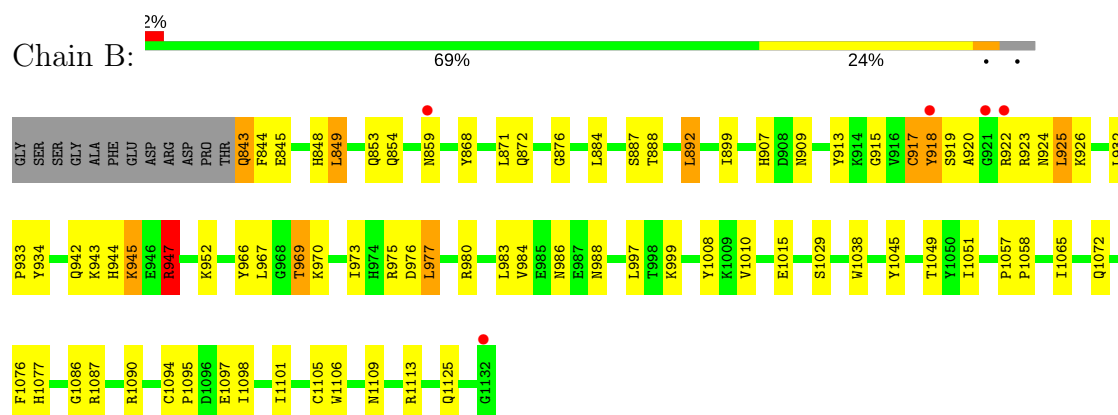 2%
Chain B:
69% 24% • •
GLY SER SER GLY ALA PHE GLU ASP ARG ASP PRO THR Q843 F844 E845 H848 L849 Q853 Q854 N859 Y868 L871 Q872 G876 L884 S887 T888 L892 I899 H907 D908 N909 Y913 K914 G915 V916 C917 Y918 S919 A920 G921 R922 R923 N924 L925 K926 L932
P933 Y934 Q942 K943 H944 K945 E946 R947 K952 Y966 L967 G968 T969 K970 I973 H974 R975 D976 L977 R980 L983 V984 E985 N986 E987 N988 L997 T998 K999 Y1008 K1009 V1010 E1015 S1029 W1038 Y1045 T1049 Y1050 I1051 P1057 P1058 I1065 Q1072
F1076 H1077 G1086 R1087 R1090 C1094 P1095 D1096 E1097 I1098 I1101 C1105 W1106 N1109 R1113 Q1125 G1132